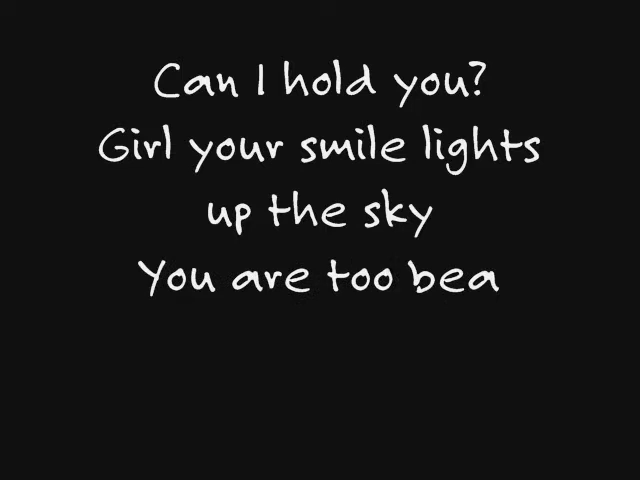 Can I hold you?
Girl your smile lights
up the sky
You are too bea